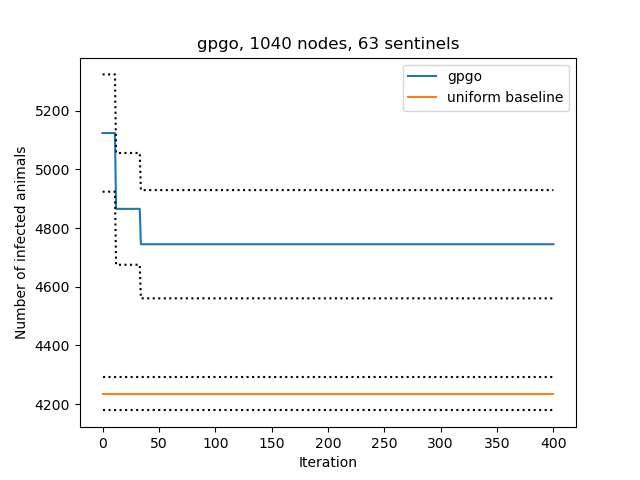 gpgo, 1040 nodes, 63 sentinels
gpgo
uniform baseline
Number of infected animals
5200
5000
4800
4600
4400
4200
0 50 100 150 200 250 300 350 400
Iteration